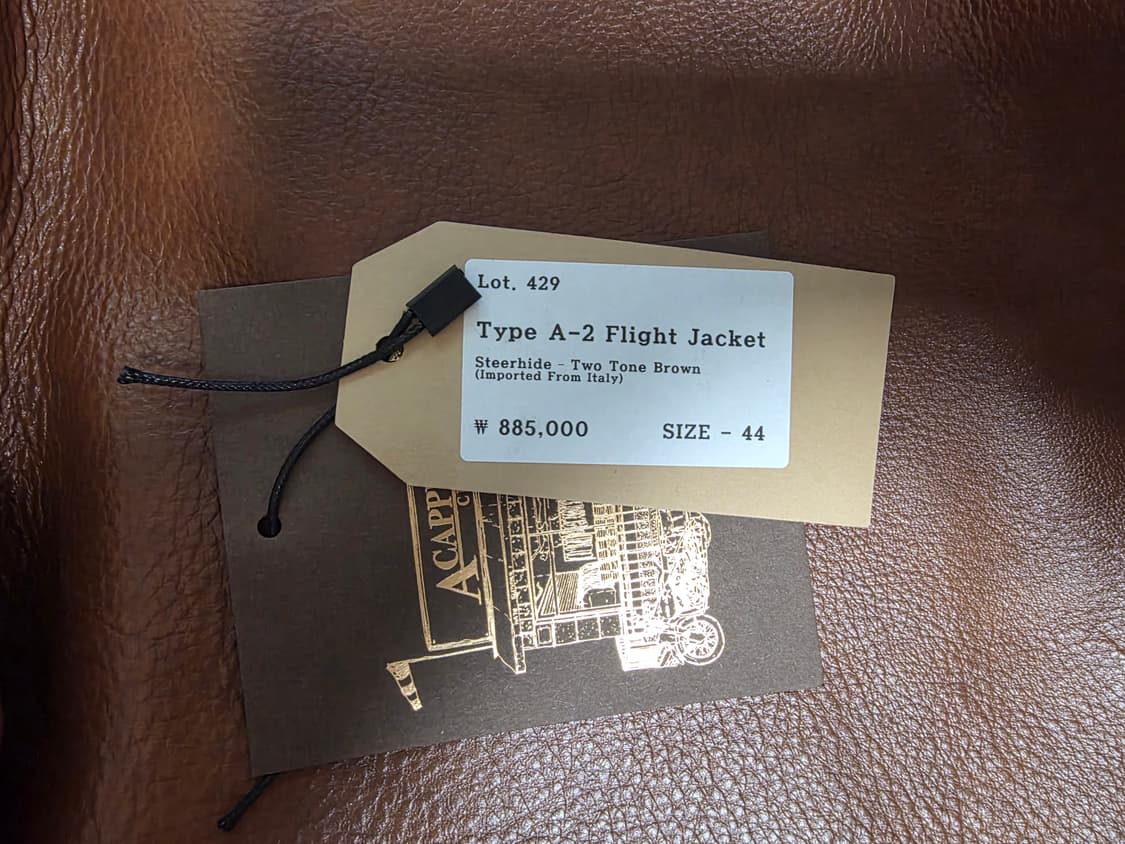 Lot. 429
Type A-2 Flight Jacket
Steerhide - Two Tone Brown
(Imported From Italy)
₩ 885,000 SIZE - 44